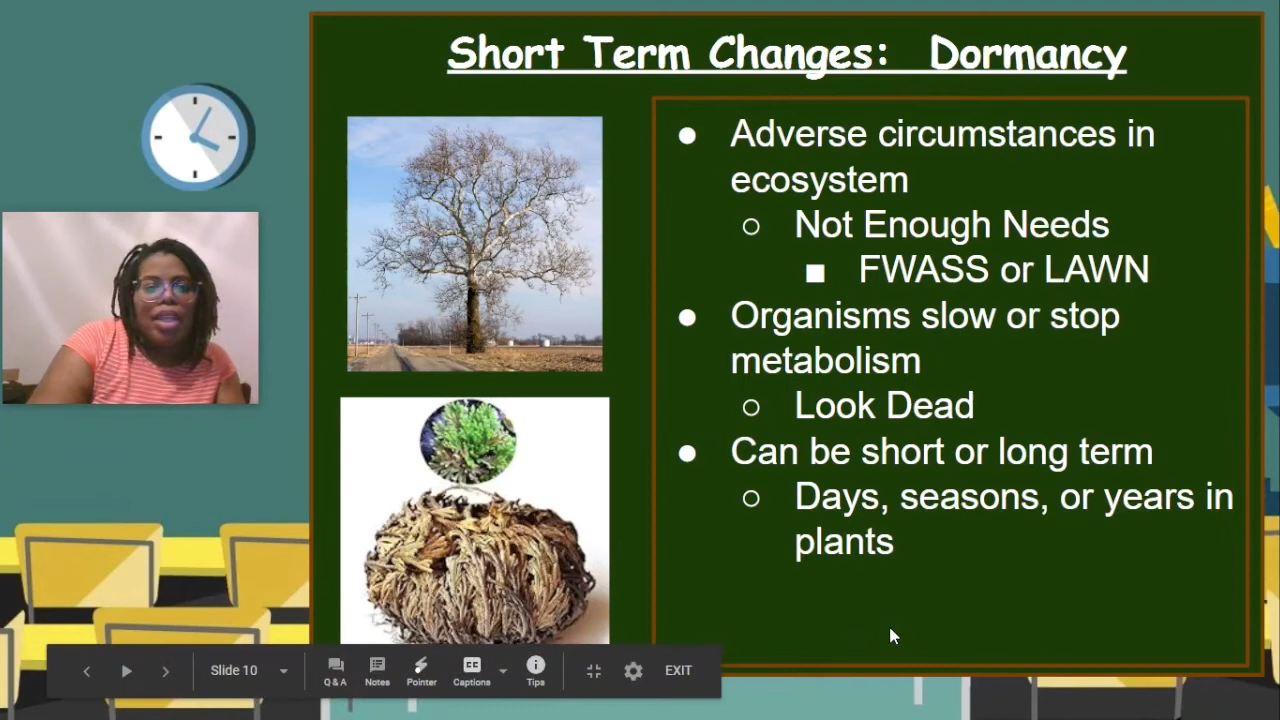 Short Term Changes: Dormancy
● Adverse circumstances in
ecosystem
○ Not Enough Needs
■ FWASS or LAWN
● Organisms slow or stop
metabolism
○ Look Dead
● Can be short or long term
○ Days, seasons, or years in
plants
Slide 10
Q & A
Notes
Pointer
CC
Captions
Tips
EXIT